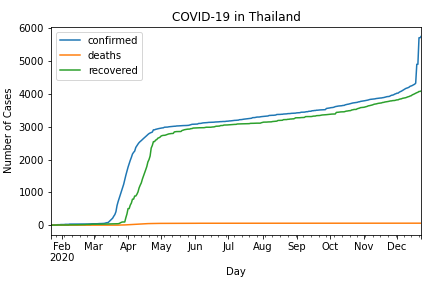 COVID-19 in Thailand
confirmed
deaths
recovered
6000
5000
4000
3000
2000
1000
0
Number of Cases
Feb Mar Apr May Jun Jul Aug Sep Oct Nov Dec
2020
Day